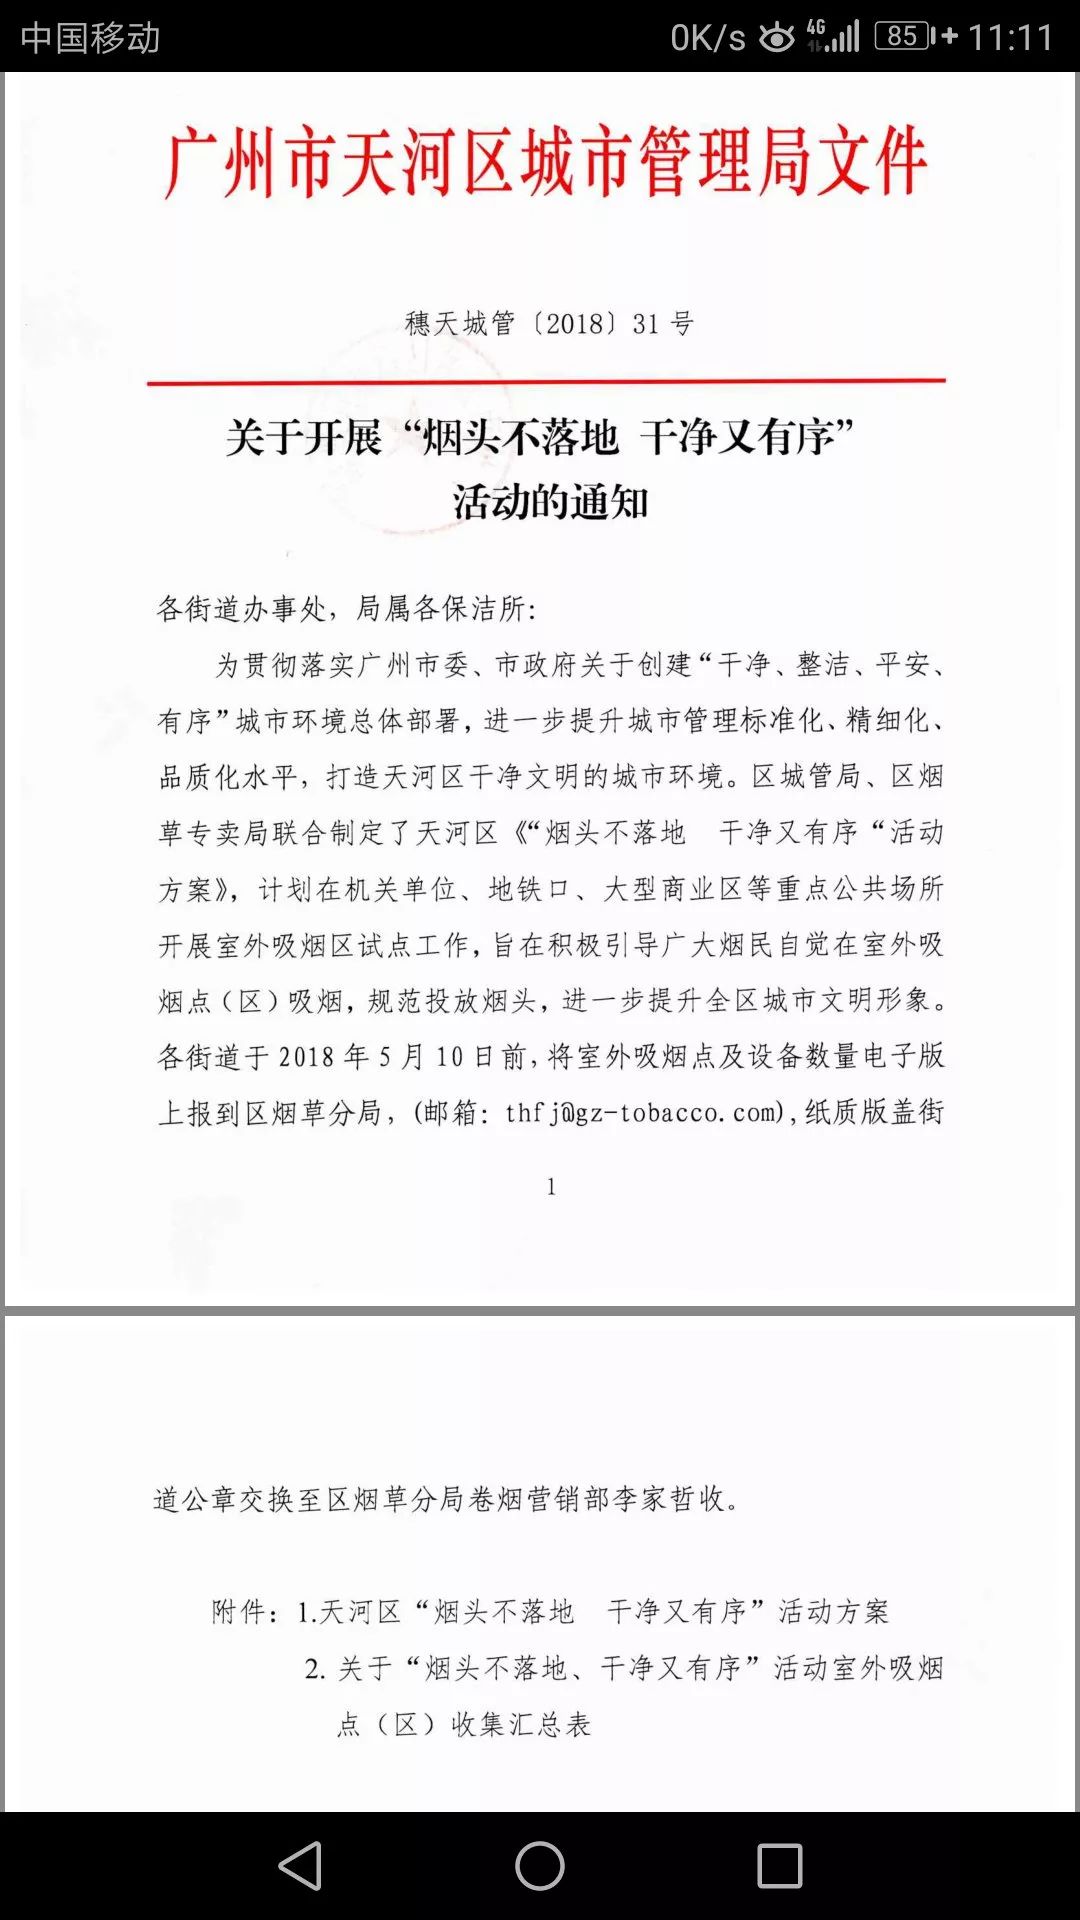 中国移动
0K/s 4G 85 11:11
广州市天河区城市管理局文件
穗天城管〔2018〕31 号
关于开展“烟头不落地 干净又有序”
活动的通知
各街道办事处，局属各保洁所：
为贯彻落实广州市委、市政府关于创建“干净、整洁、平安、
有序”城市环境总体部署，进一步提升城市管理标准化、精细化、
品质化水平，打造天河区干净文明的城市环境。区城管局、区烟
草专卖局联合制定了天河区《“烟头不落地 干净又有序“活动
方案》，计划在机关单位、地铁口、大型商业区等重点公共场所
开展室外吸烟区试点工作，旨在积极引导广大烟民自觉在室外吸
烟点（区）吸烟，规范投放烟头，进一步提升全区城市文明形象。
各街道于 2018 年 5 月 10 日前，将室外吸烟点及设备数量电子版
上报到区烟草分局，(邮箱：thfj@gz-tobacco.com)，纸质版盖街
1
道公章交换至区烟草分局卷烟营销部李家哲收。
附件：1.天河区“烟头不落地 干净又有序”活动方案
2. 关于“烟头不落地、干净又有序”活动室外吸烟
点（区）收集汇总表